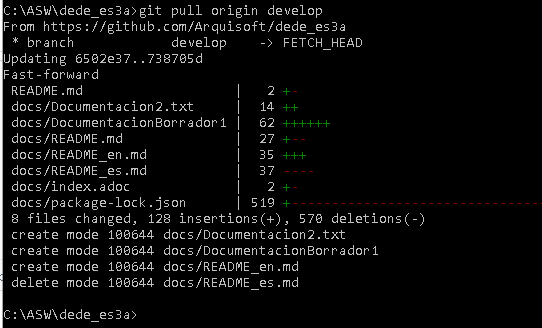 C:\ASW\dede_es3a>git pull origin develop
From https://github.com/Arquisoft/dede_es3a
 * branch            develop    -> FETCH_HEAD
Updating 6502e37..738705d
Fast-forward
 README.md                  |   2 +-
 docs/Documentacion2.txt    |  14 ++
 docs/DocumentacionBorrador1 |  62 ++++++
 docs/README.md             |  27 +--
 docs/README_en.md          |  35 +++
 docs/README_es.md          |  37 ----
 docs/index.adoc            |   2 +-
 docs/package-lock.json     | 519 +--------------------------------
 8 files changed, 128 insertions(+), 570 deletions(-)
 create mode 100644 docs/Documentacion2.txt
 create mode 100644 docs/DocumentacionBorrador1
 create mode 100644 docs/README_en.md
 delete mode 100644 docs/README_es.md
C:\ASW\dede_es3a>